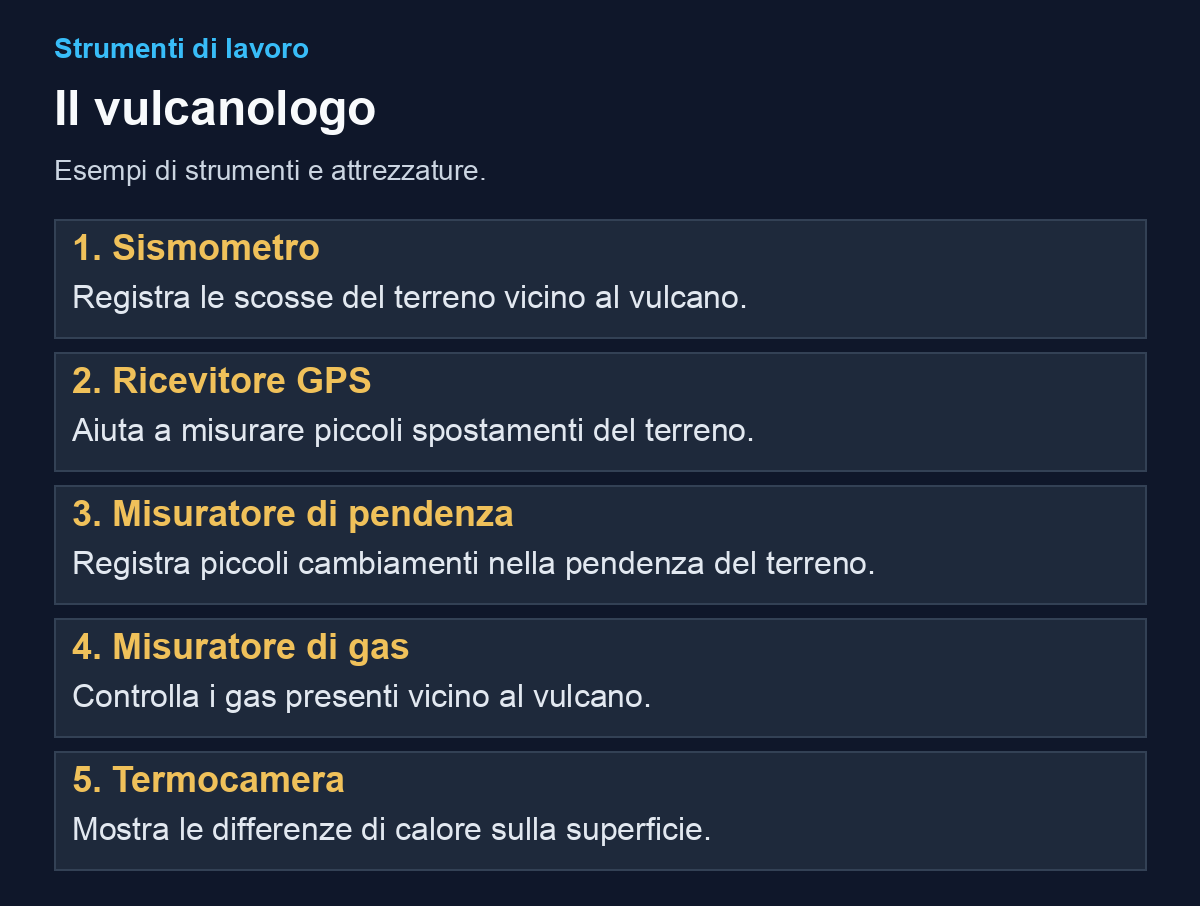 Strumenti di lavoro
Il vulcanologo
Esempi di strumenti e attrezzature.
1. Sismometro
Registra le scosse del terreno vicino al vulcano.
2. Ricevitore GPS
Aiuta a misurare piccoli spostamenti del terreno.
3. Misuratore di pendenza
Registra piccoli cambiamenti nella pendenza del terreno.
4. Misuratore di gas
Controlla i gas presenti vicino al vulcano.
5. Termocamera
Mostra le differenze di calore sulla superficie.